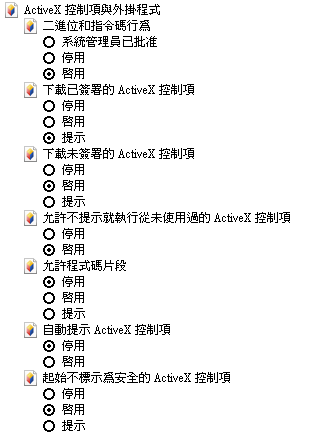 ActiveX 控制項與外掛程式
二進位和指令碼行爲
系統管理員已批准
停用
啓用
下載已簽署的 ActiveX 控制項
停用
啓用
提示
下載未簽署的 ActiveX 控制項
停用
啓用
提示
允許不提示就執行從未使用過的 ActiveX 控制項
停用
啓用
允許程式碼片段
停用
啓用
提示
自動提示 ActiveX 控制項
停用
啓用
起始不標示爲安全的 ActiveX 控制項
停用
啓用
提示